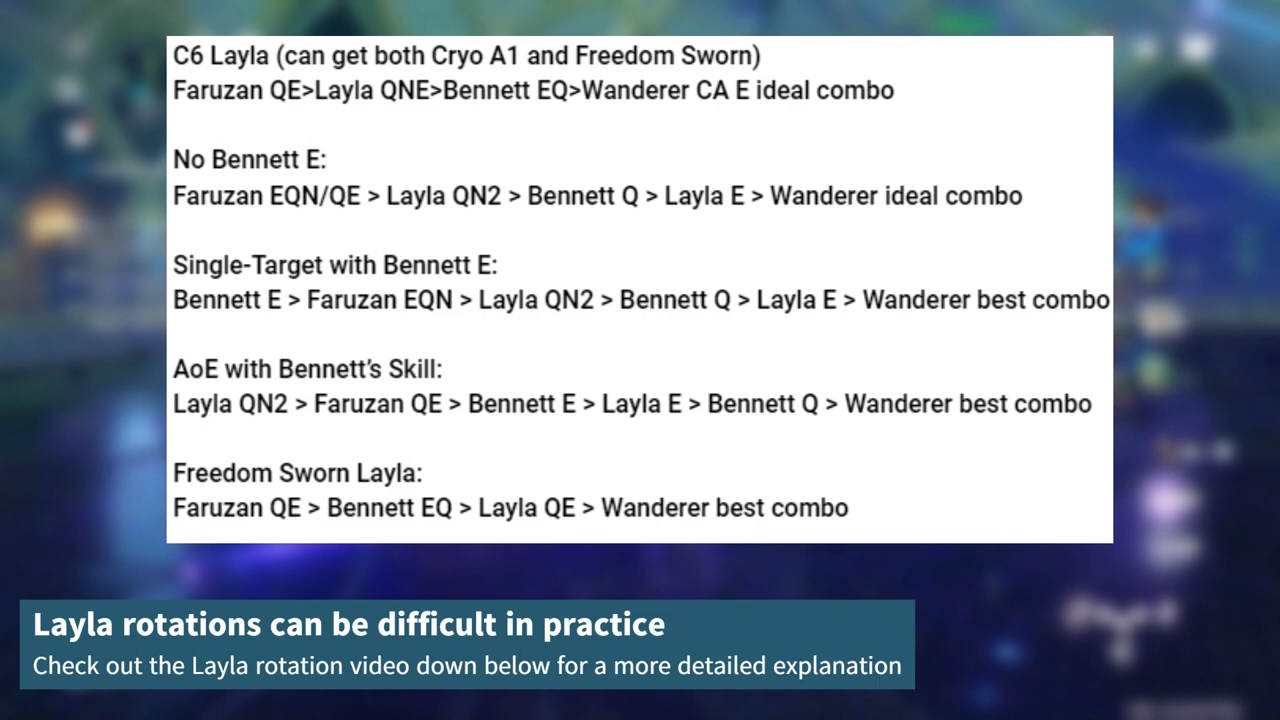 C6 Layla (can get both Cryo A1 and Freedom Sworn)
Faruzan QE>Layla QNE>Bennett EQ>Wanderer CA E ideal combo
No Bennett E:
Faruzan EQN/QE > Layla QN2 > Bennett Q > Layla E > Wanderer ideal combo
Single-Target with Bennett E:
Bennett E > Faruzan EQN > Layla QN2 > Bennett Q > Layla E > Wanderer best combo
AoE with Bennett’s Skill:
Layla QN2 > Faruzan QE > Bennett E > Layla E > Bennett Q > Wanderer best combo
Freedom Sworn Layla:
Faruzan QE > Bennett EQ > Layla QE > Wanderer best combo
Layla rotations can be difficult in practice
Check out the Layla rotation video down below for a more detailed explanation